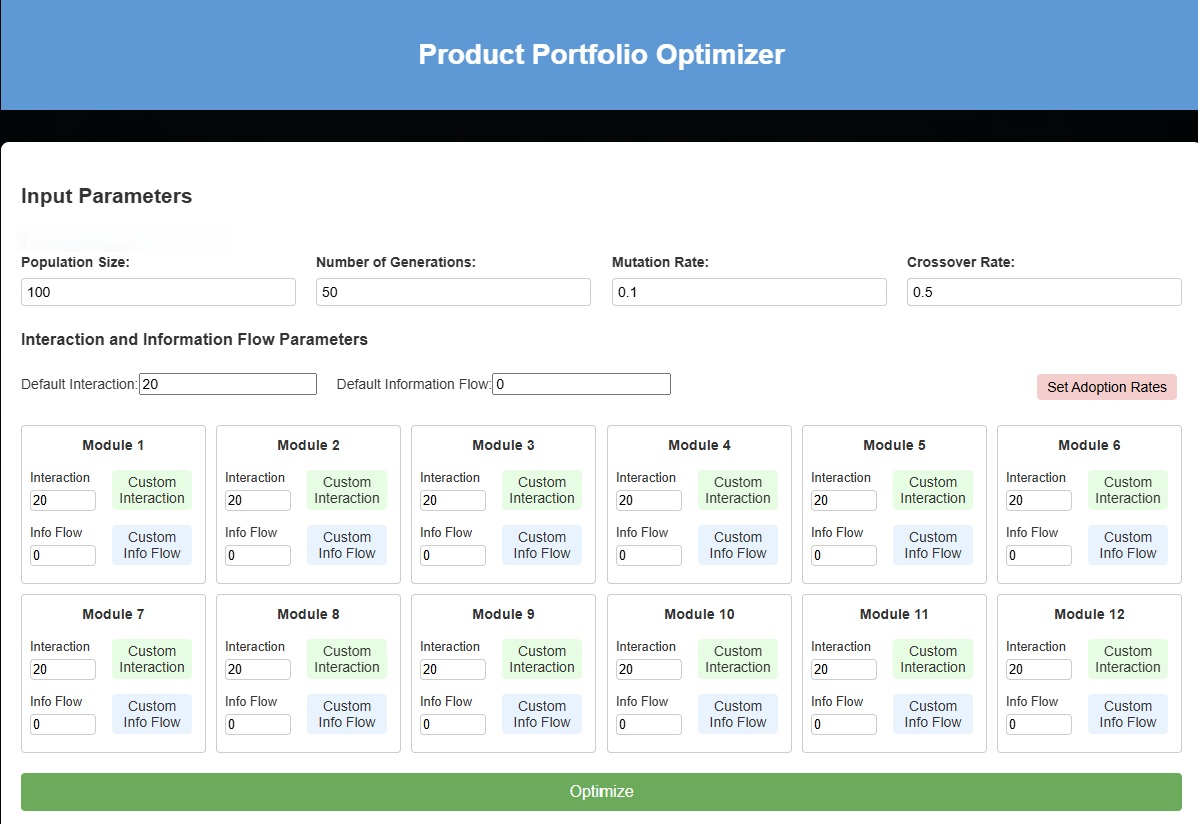 Product Portfolio Optimizer
Input Parameters
Population Size: Number of Generations: Mutation Rate: Crossover Rate:
100 50 0.1 0.5
Interaction and Information Flow Parameters
Default Interaction: 20 Default Information Flow: 0 Set Adoption Rates
Module 1
Interaction
20
Custom
Interaction
Info Flow
0
Custom
Info Flow
Module 2
Interaction
20
Custom
Interaction
Info Flow
0
Custom
Info Flow
Module 3
Interaction
20
Custom
Interaction
Info Flow
0
Custom
Info Flow
Module 4
Interaction
20
Custom
Interaction
Info Flow
0
Custom
Info Flow
Module 5
Interaction
20
Custom
Interaction
Info Flow
0
Custom
Info Flow
Module 6
Interaction
20
Custom
Interaction
Info Flow
0
Custom
Info Flow
Module 7
Interaction
20
Custom
Interaction
Info Flow
0
Custom
Info Flow
Module 8
Interaction
20
Custom
Interaction
Info Flow
0
Custom
Info Flow
Module 9
Interaction
20
Custom
Interaction
Info Flow
0
Custom
Info Flow
Module 10
Interaction
20
Custom
Interaction
Info Flow
0
Custom
Info Flow
Module 11
Interaction
20
Custom
Interaction
Info Flow
0
Custom
Info Flow
Module 12
Interaction
20
Custom
Interaction
Info Flow
0
Custom
Info Flow
Optimize